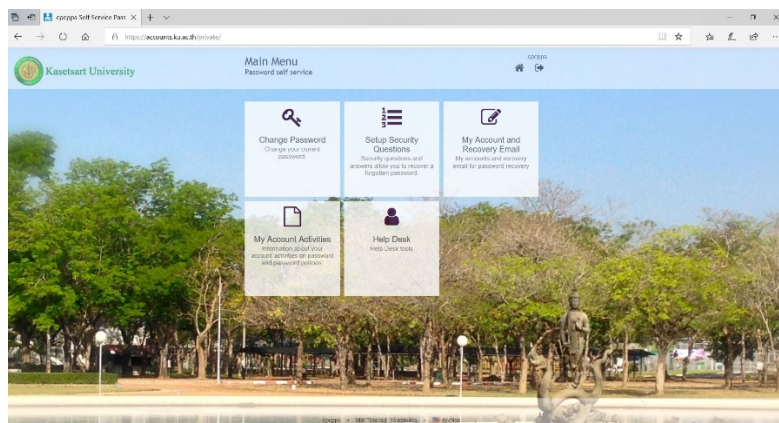 cpcpps Self Service Pass
https://accounts.ku.ac.th/private/
Kasetsart University
Main Menu
Password self service
cpcpps
Change Password
Change your current
password.
Setup Security
Questions
Security questions and
answers allow you to recover a
forgotten password.
My Account and
Recovery Email
My accounts and recovery
email for password recovery
My Account Activities
Information about your
account activities on password
and password policies.
Help Desk
Help Desk tools
cpcpps
English